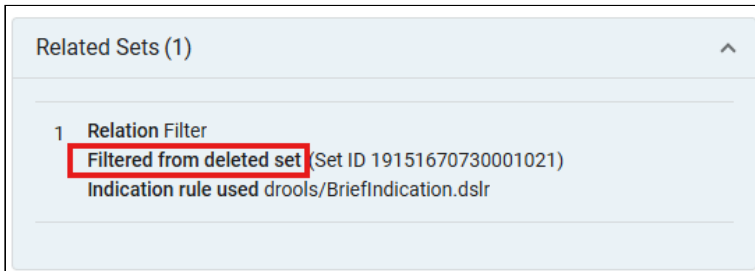 Related Sets (1)
1 Relation Filter
Filtered from deleted set (Set ID 19151670730001021)
Indication rule used drools/BriefIndication.dslr